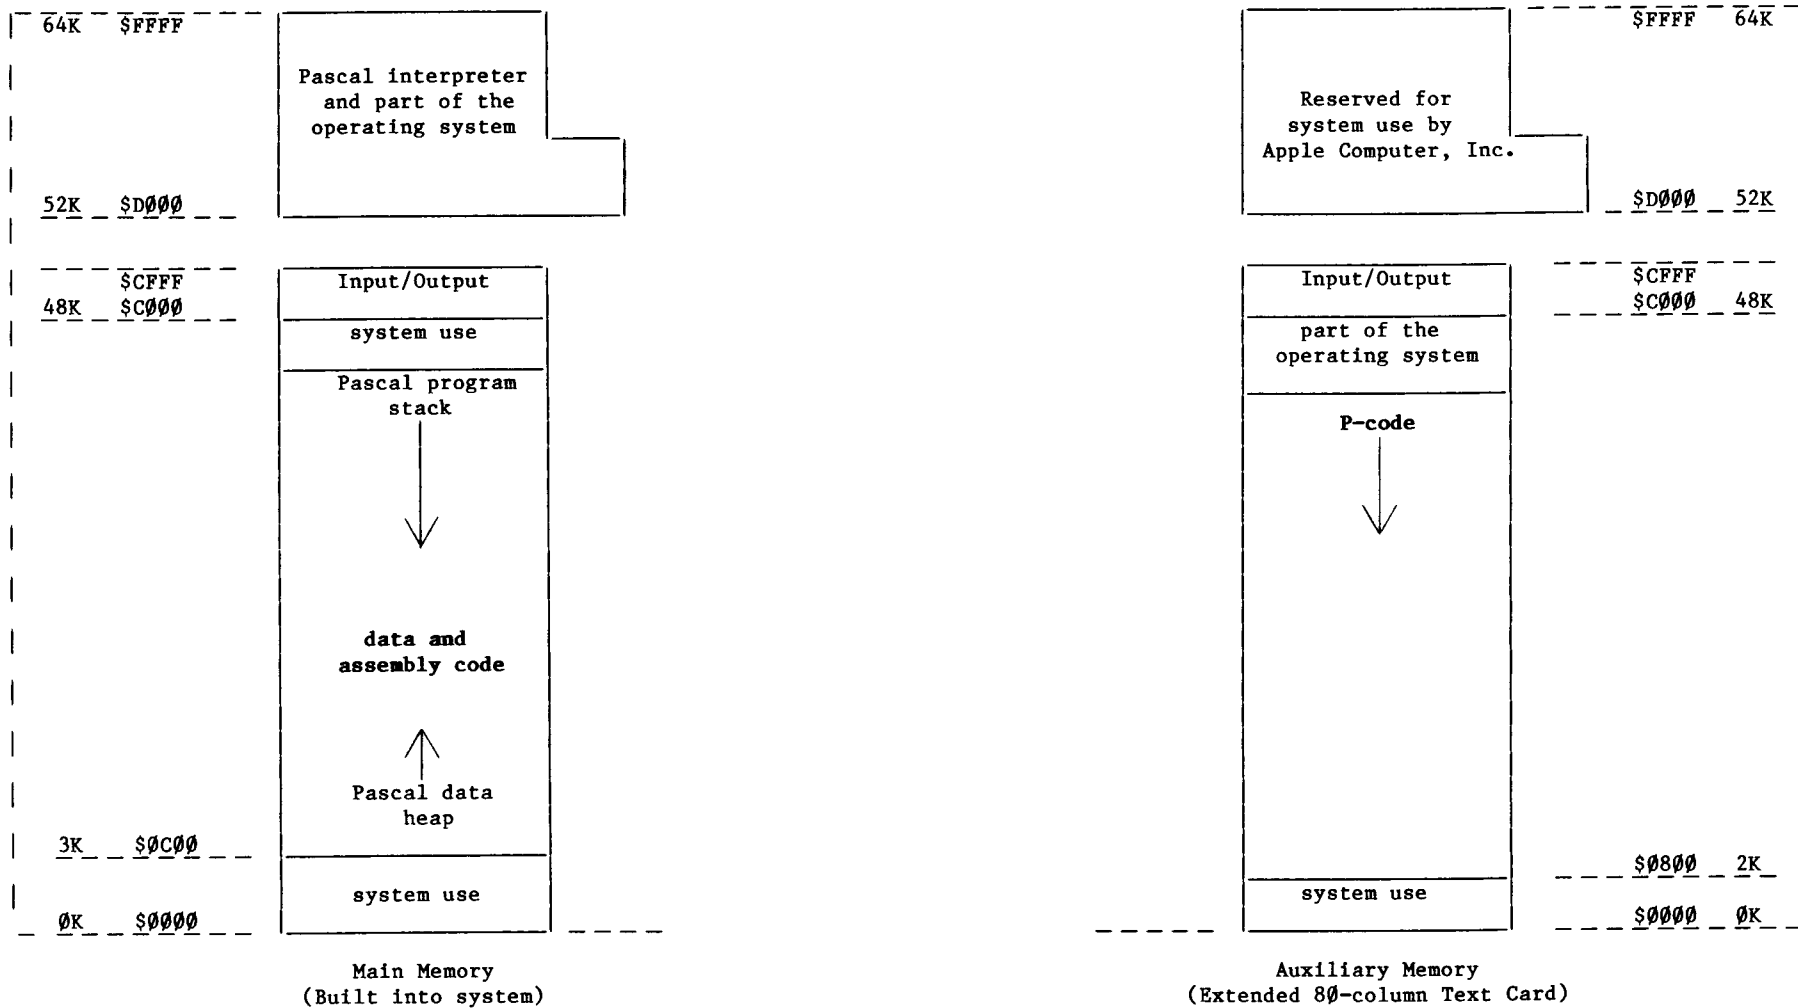 64K $FFFF
Pascal interpreter
and part of the
operating system
52K $DØØØ
$CFFF
48K $CØØØ
Input/Output
system use
Pascal program
stack
data and
assembly code
Pascal data
heap
3K $ØCØØ
system use
ØK $ØØØØ
Main Memory
(Built into system)
$FFFF 64K
Reserved for
system use by
Apple Computer, Inc.
$DØØØ 52K
Input/Output
$CFFF
$CØØØ 48K
part of the
operating system
P-code
$Ø8ØØ 2K
system use
$ØØØØ ØK
Auxiliary Memory
(Extended 8Ø-column Text Card)